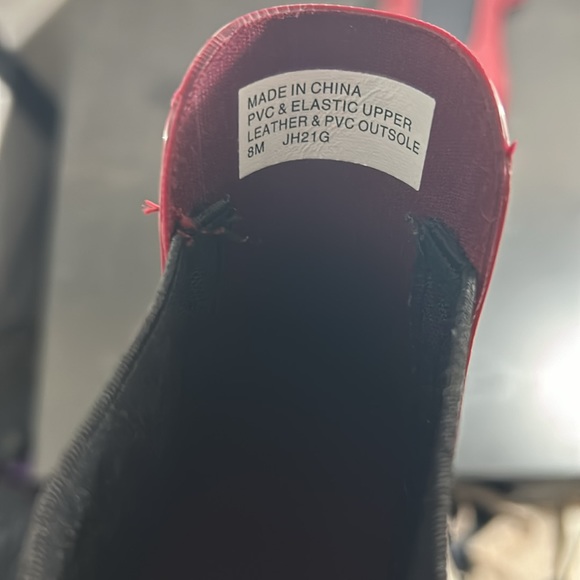 MADE IN CHINA
PVC & ELASTIC UPPER
LEATHER & PVC OUTSOLE
8M JH21G